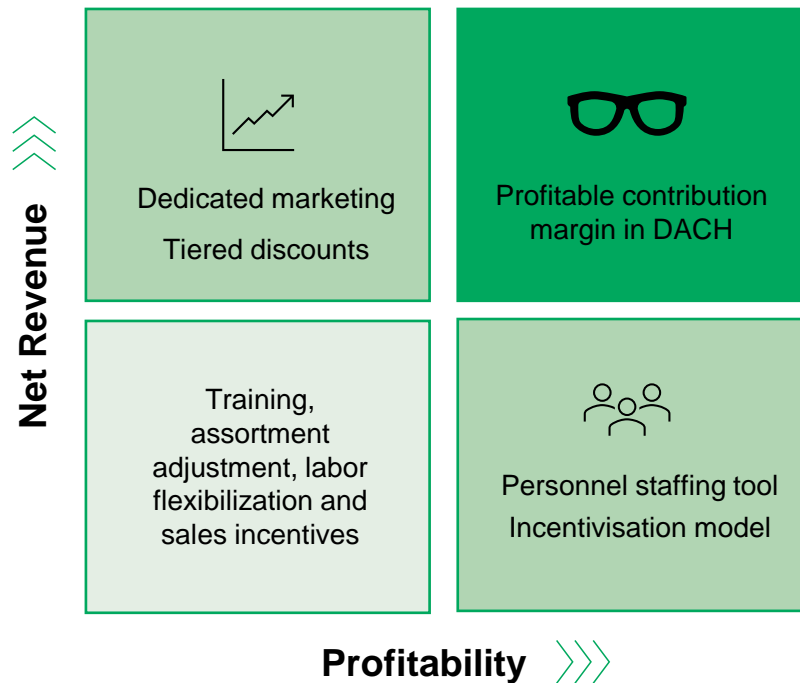 Net Revenue
Dedicated marketing
Tiered discounts
Profitable contribution
margin in DACH
Training,
assortment
adjustment, labor
flexibilization and
sales incentives
Personnel staffing tool
Incentivisation model
Profitability